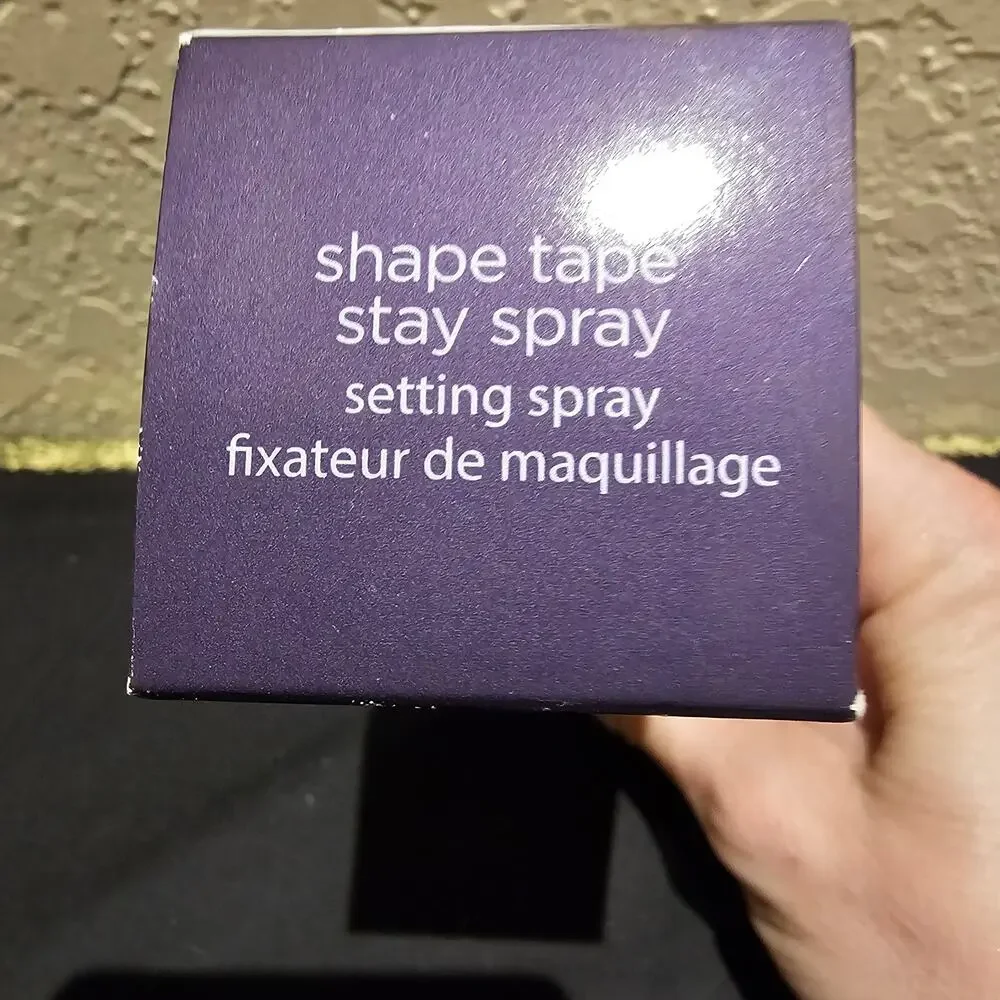 shape tape
stay spray
setting spray
fixateur de maquillage